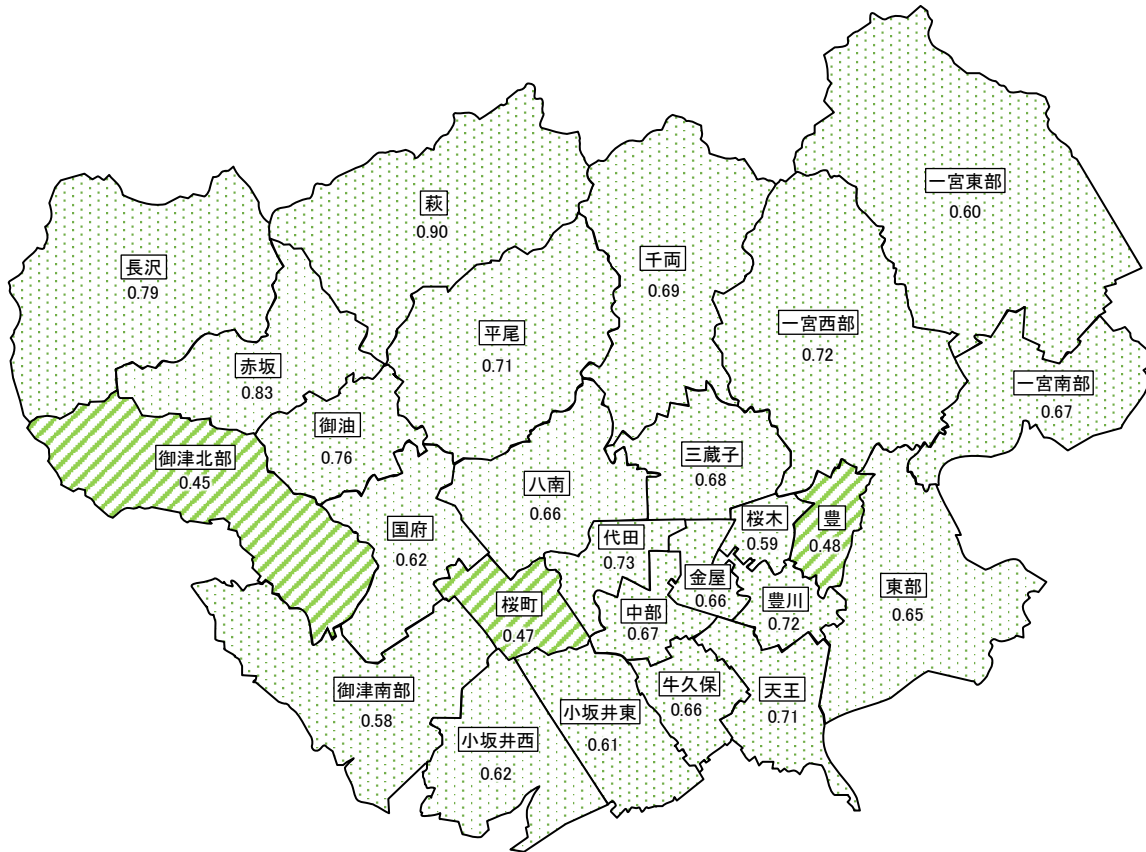 一宮東部
0.60
萩
0.90
千両
0.69
長沢
0.79
一宮西部
0.72
平尾
0.71
赤坂
0.83
一宮南部
0.67
御油
0.76
御津北部
0.45
三蔵子
0.68
八南
0.66
国府
0.62
代田
0.73
桜木
0.59
豊
0.48
金屋
0.66
東部
0.65
桜町
0.47
中部
0.67
豊川
0.72
御津南部
0.58
牛久保
0.66
天王
0.71
小坂井東
0.61
小坂井西
0.62